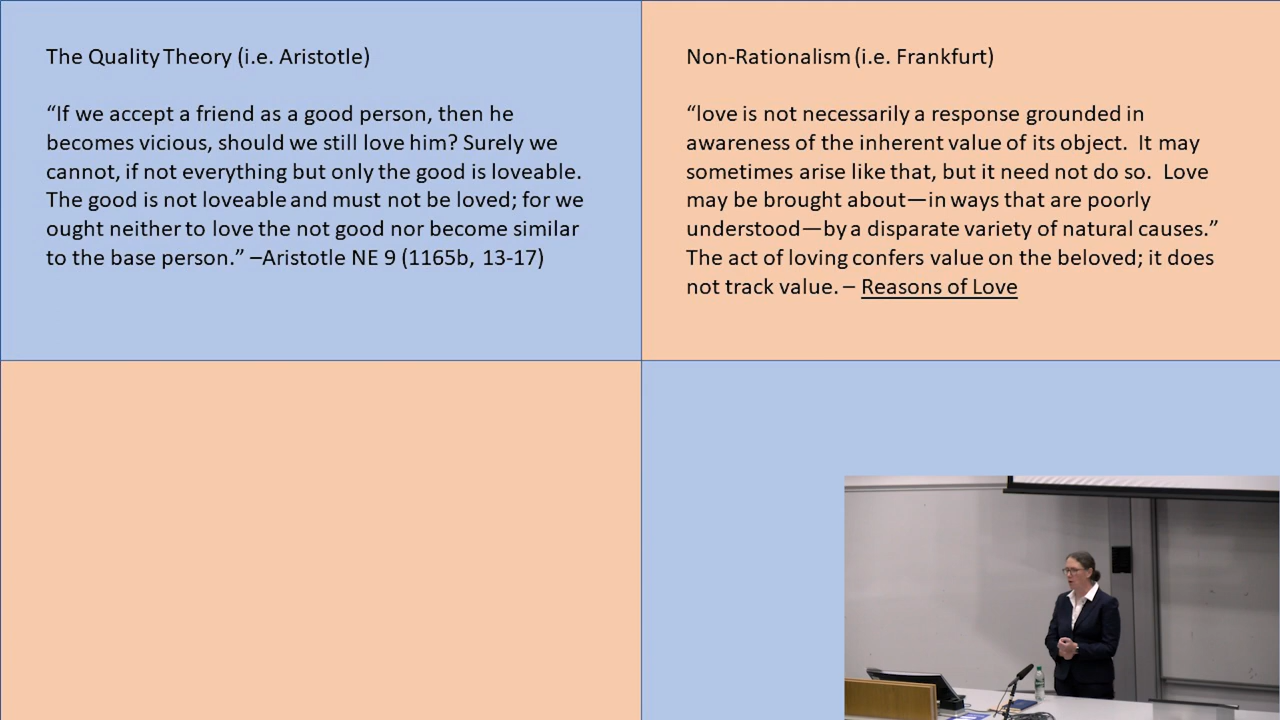 The Quality Theory (i.e. Aristotle)
“If we accept a friend as a good person, then he
becomes vicious, should we still love him? Surely we
cannot, if not everything but only the good is loveable.
The good is not loveable and must not be loved; for we
ought neither to love the not good nor become similar
to the base person.” –Aristotle NE 9 (1165b, 13-17)
Non-Rationalism (i.e. Frankfurt)
“love is not necessarily a response grounded in
awareness of the inherent value of its object.  It may
sometimes arise like that, but it need not do so.  Love
may be brought about—in ways that are poorly
understood—by a disparate variety of natural causes.”
The act of loving confers value on the beloved; it does
not track value. – Reasons of Love